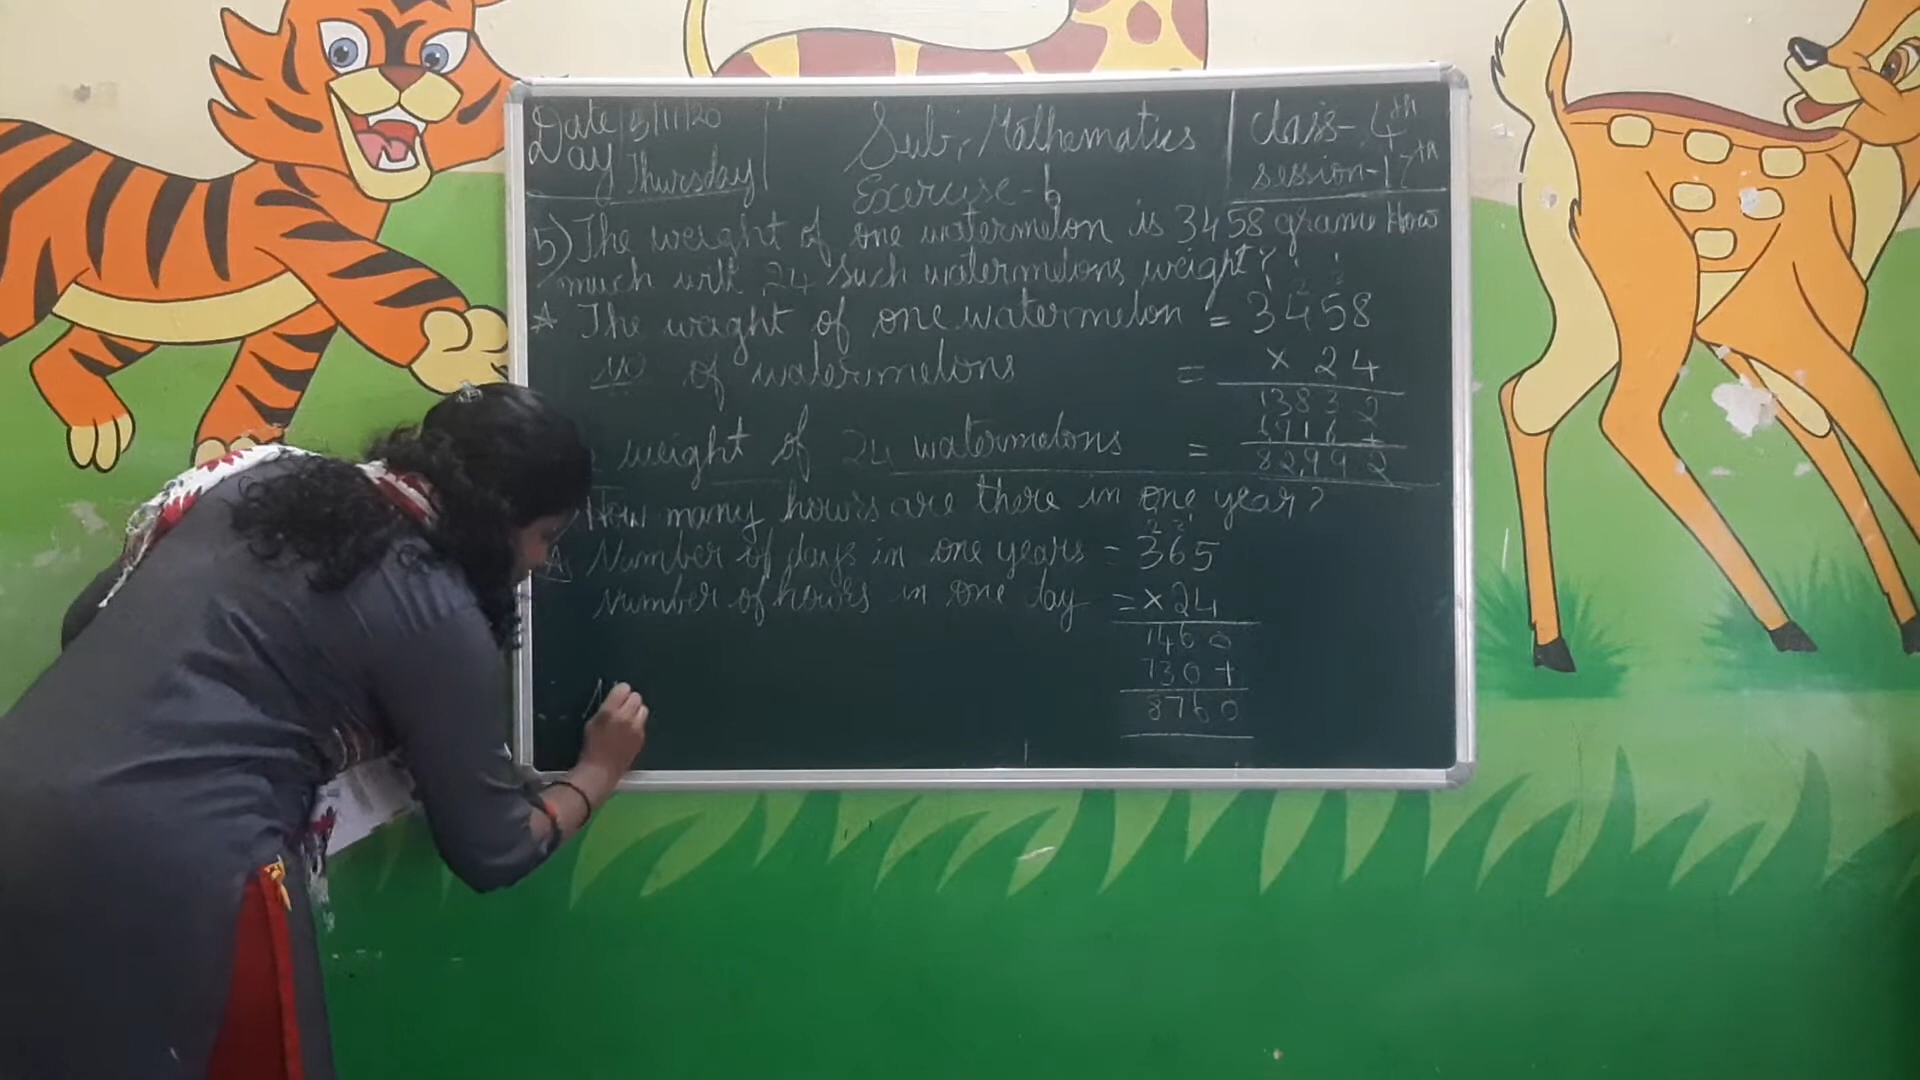 Date 5/11/20
Day Thursday
Sub:- Mathematics
Exercise - 6
Class - 4th
session - 17th
5) The weight of one watermelon is 3458 grams How
much will 24 such watermelons weight?
A The weight of one watermelon = 3458
No of watermelons = × 24
13832
6916+
weight of 24 watermelons = 82,992
How many hours are there in one year?
A Number of days in one years = 365
Number of hours in one day = × 24
1460
730+
8760